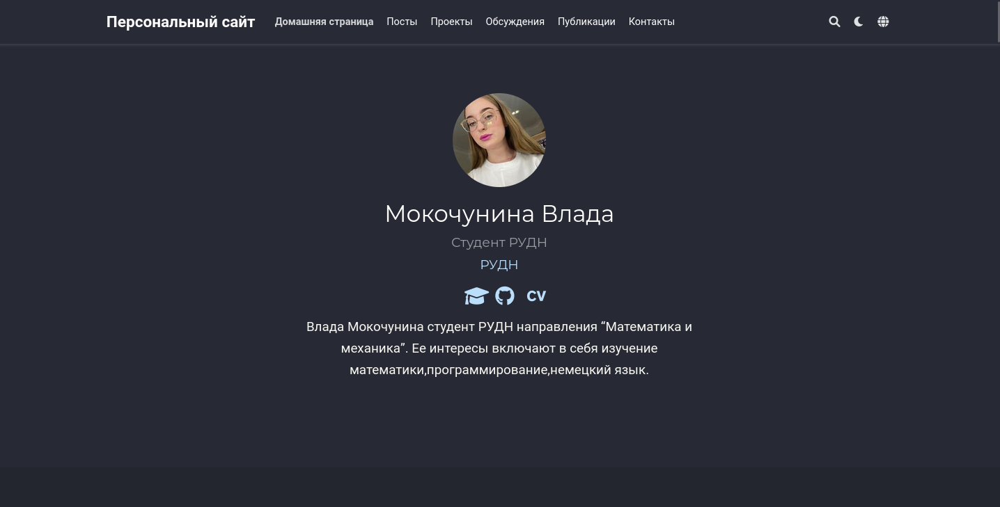 Персональный сайт Домашняя страница Посты Проекты Обсуждения Публикации Контакты
Мокочунина Влада
Студент РУДН
РУДН
CV
Влада Мокочунина студент РУДН направления “Математика и
механика”. Ее интересы включают в себя изучение
математики,программирование,немецкий язык.